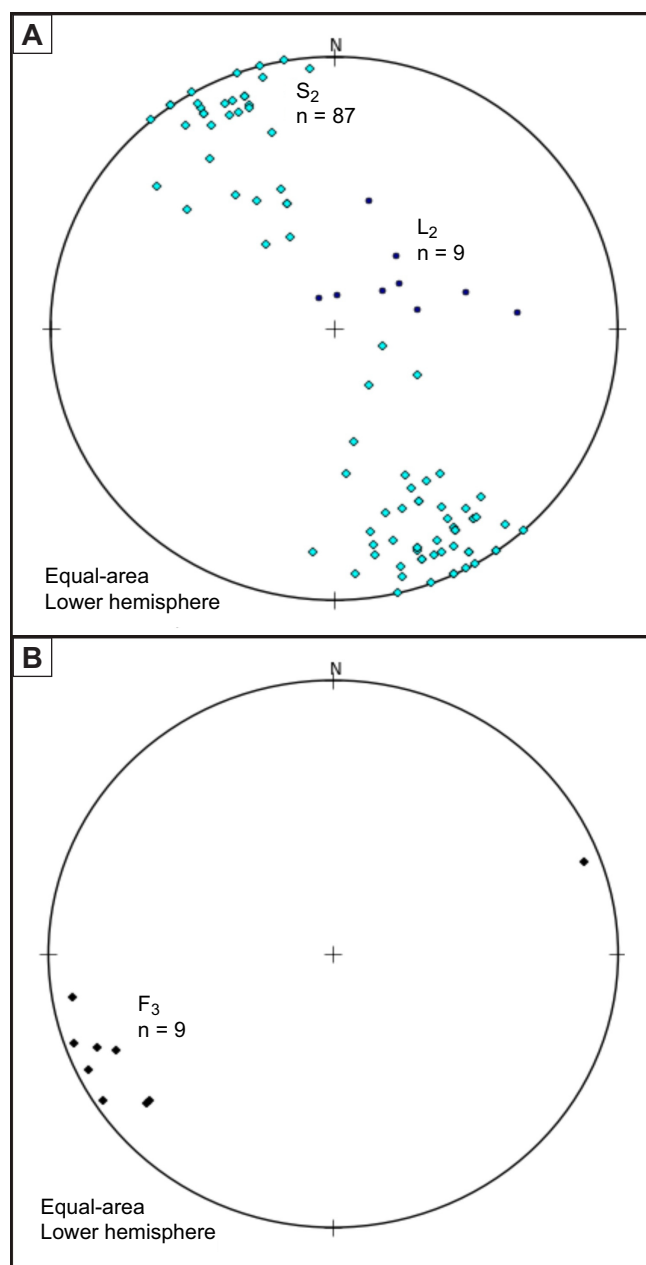 A
N
S₂
n = 87
L₂
n = 9
Equal-area
Lower hemisphere
B
N
F₃
n = 9
Equal-area
Lower hemisphere